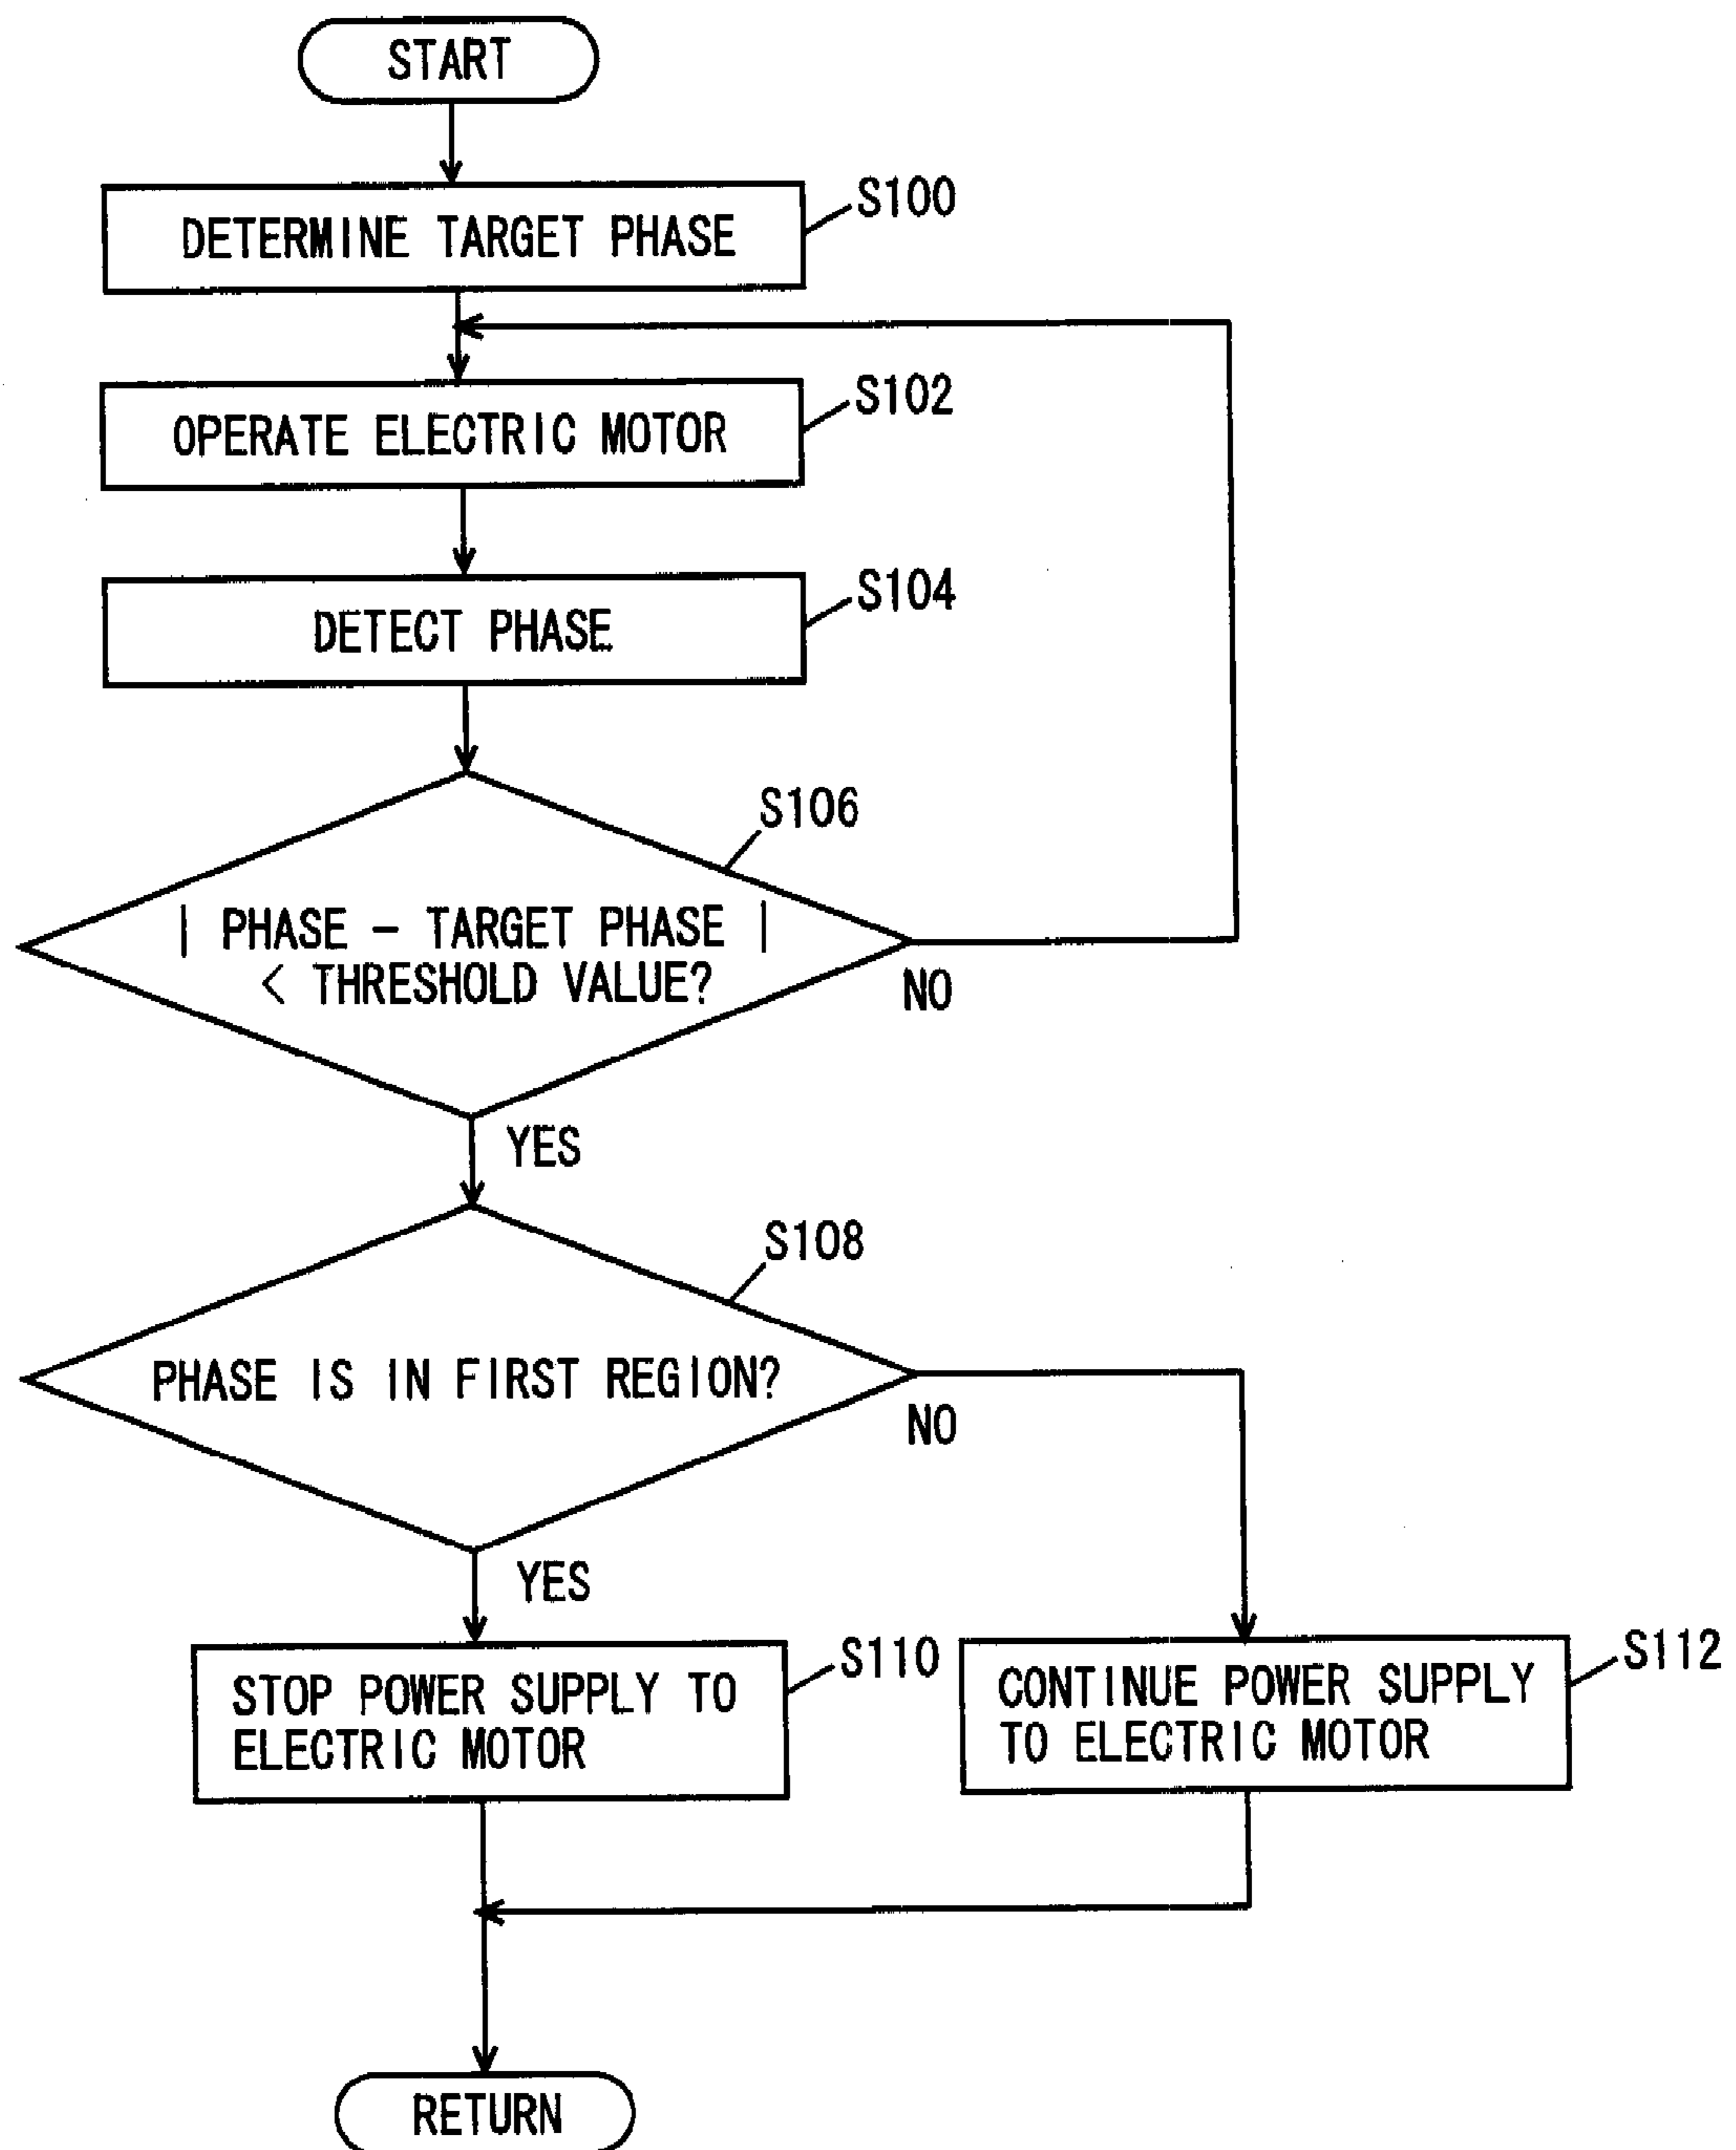 START
DETERMINE TARGET PHASE
S100
OPERATE ELECTRIC MOTOR
S102
DETECT PHASE
S104
S106
| PHASE - TARGET PHASE |
< THRESHOLD VALUE?
NO
YES
S108
PHASE IS IN FIRST REGION?
NO
YES
STOP POWER SUPPLY TO
ELECTRIC MOTOR
S110
CONTINUE POWER SUPPLY
TO ELECTRIC MOTOR
S112
RETURN